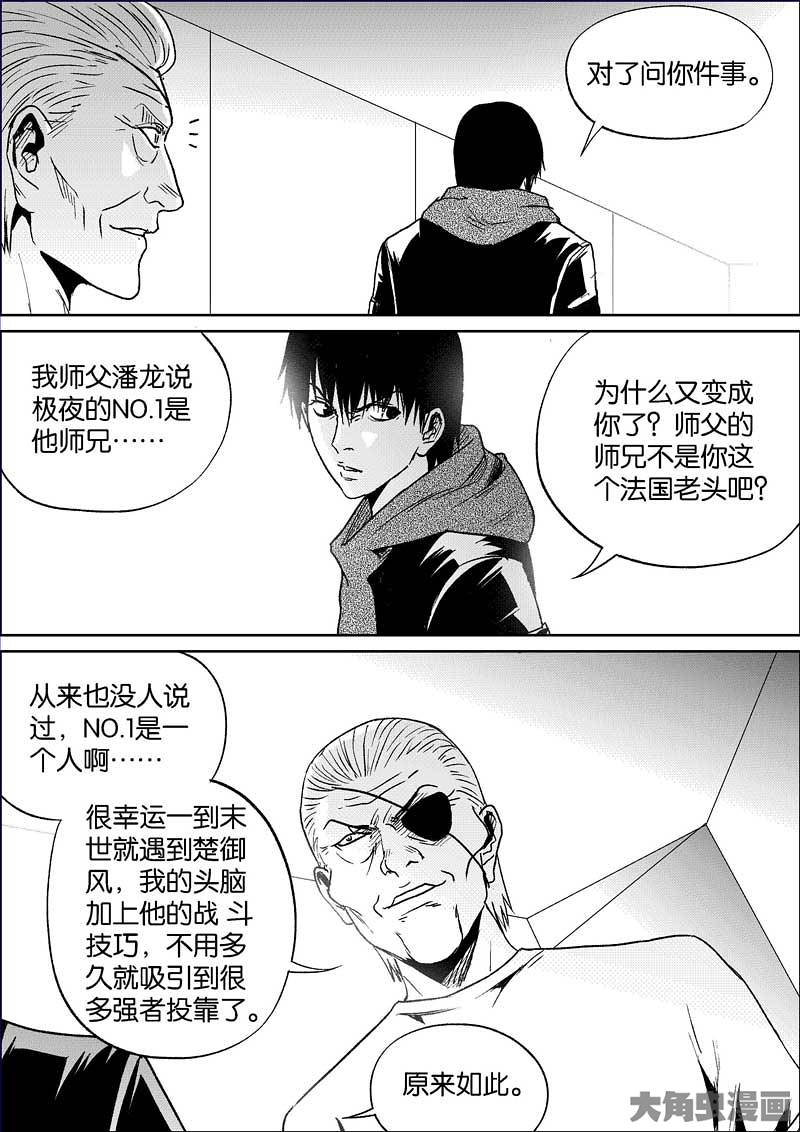 对了问你件事。
我师父潘龙说
极夜的NO.1是
他师兄……
为什么又变成
你了？师父的
师兄不是你这
个法国老头吧？
从来也没人说
过，NO.1是一
个人啊……
很幸运一到末
世就遇到楚御
风，我的头脑
加上他的战 斗
技巧，不用多
久就吸引到很
多强者投靠了。
原来如此。
大角虫漫画